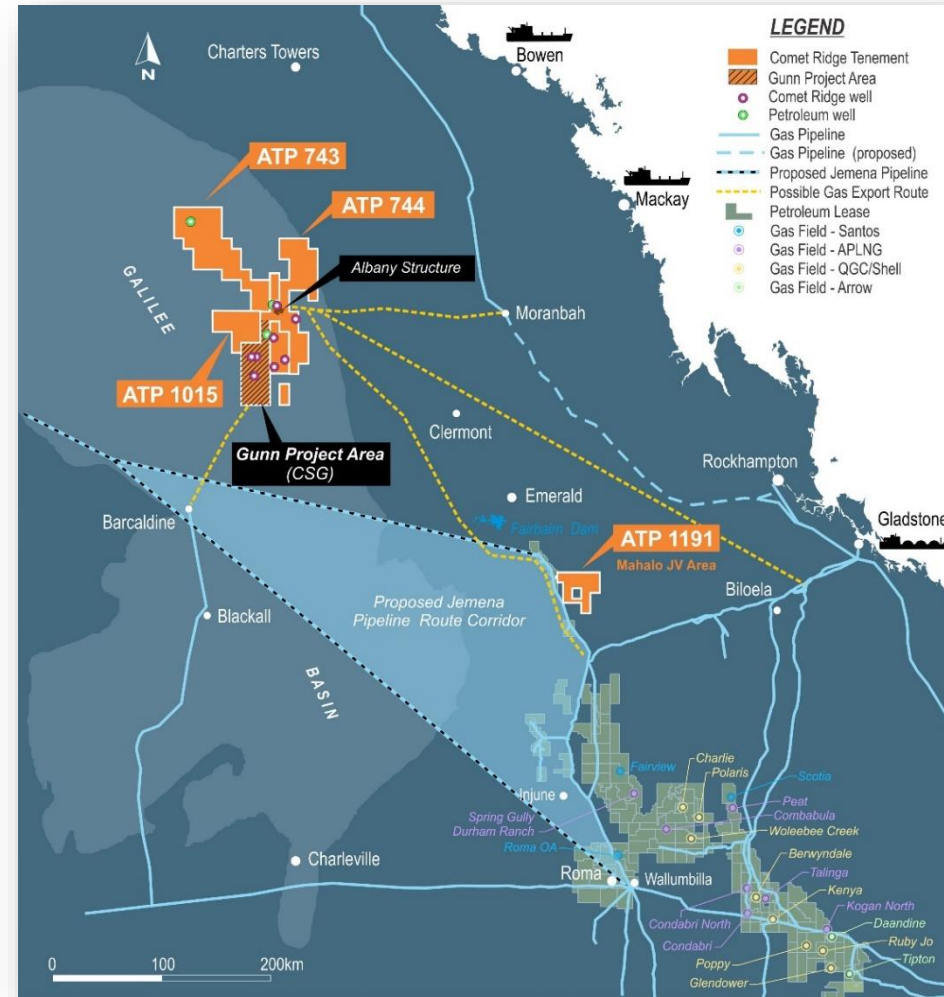 LEGEND
Comet Ridge Tenement
Gunn Project Area
Comet Ridge well
Petroleum well
Gas Pipeline
Gas Pipeline (proposed)
Proposed Jemena Pipeline
Possible Gas Export Route
Petroleum Lease
Gas Field - Santos
Gas Field - APLNG
Gas Field - QGC/Shell
Gas Field - Arrow
N
Charters Towers
Bowen
Mackay
ATP 743
ATP 744
Albany Structure
GALILEE
Moranbah
ATP 1015
Clermont
Gunn Project Area
(CSG)
Rockhampton
Emerald
Gladstone
Barcaldine
Fairbairn Dam
ATP 1191
Mahalo JV Area
Biloela
Blackall
Proposed Jemena
Pipeline Route Corridor
BASIN
Charlie
Polaris
Fairview
Scotia
Injune
Peat
Spring Gully
Durham Ranch
Combabula
Woleebee Creek
Roma OA
Berwyndale
Charleville
Talinga
Roma
Wallumbilla
Kenya
Kogan North
Condabri North
Daandine
Condabri
Ruby Jo
Poppy
Tipton
Glendower
0
100
200km